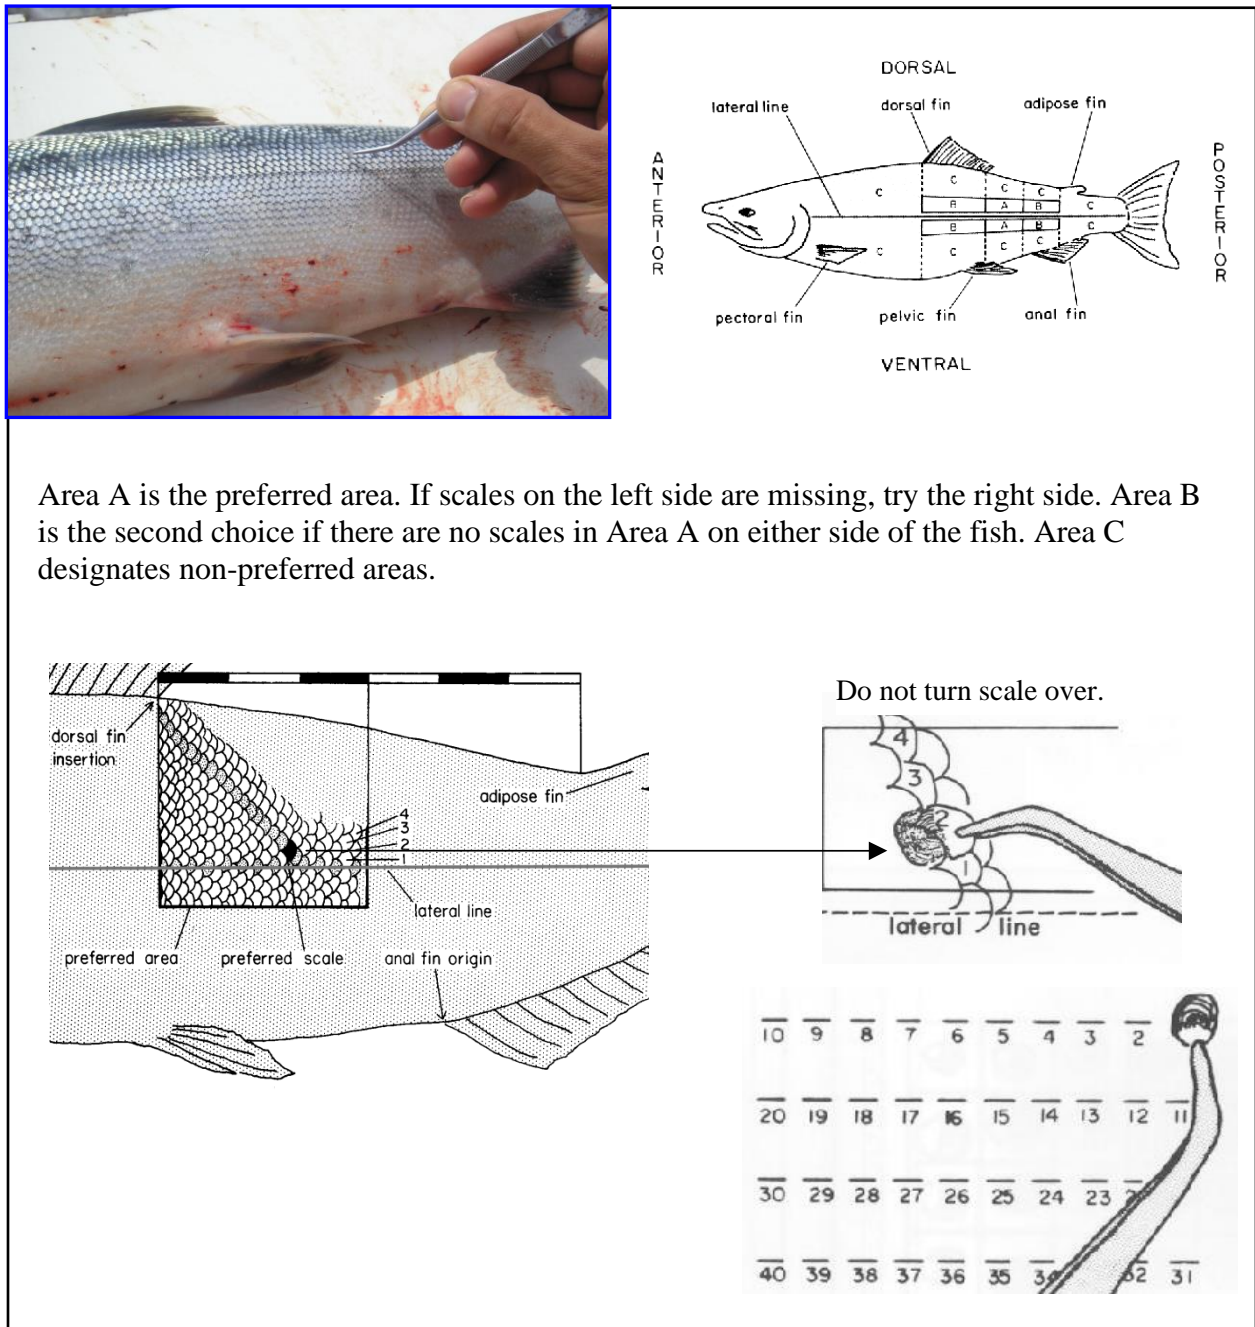 DORSAL
lateral line
dorsal fin
adipose fin
ANTERIOR
POSTERIOR
C
C
C
C
B
A
B
C
B
A
B
C
C
C
C
C
pectoral fin
pelvic fin
anal fin
VENTRAL
Area A is the preferred area. If scales on the left side are missing, try the right side. Area B
is the second choice if there are no scales in Area A on either side of the fish. Area C
designates non-preferred areas.
dorsal fin
insertion
adipose fin
4
3
2
1
lateral line
preferred area
preferred scale
anal fin origin
Do not turn scale over.
4
3
2
1
lateral line
10 9 8 7 6 5 4 3 2
20 19 18 17 16 15 14 13 12 11
30 29 28 27 26 25 24 23
40 39 38 37 36 35 34 32 31